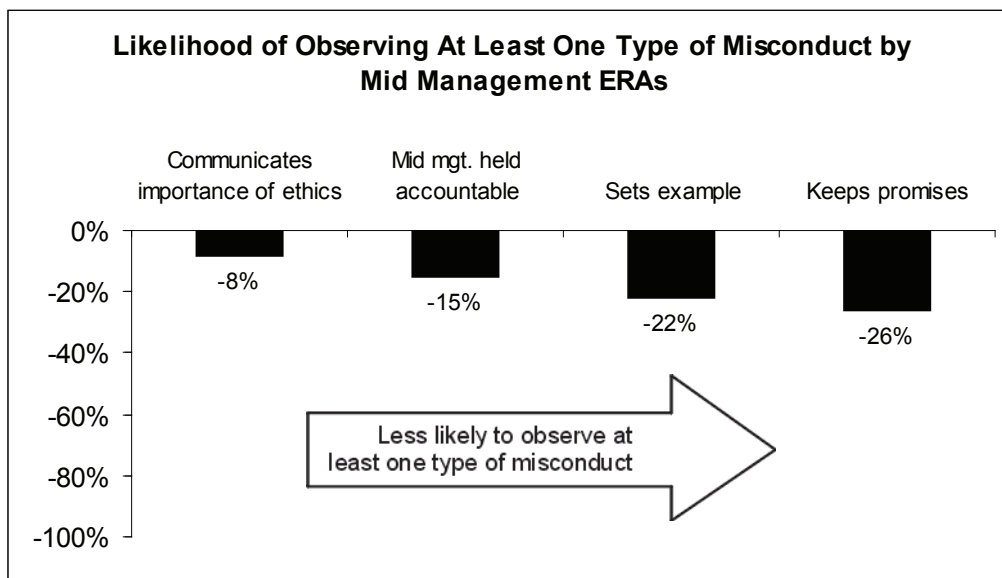 Likelihood of Observing At Least One Type of Misconduct by
Mid Management ERAs
Communicates
importance of ethics
Mid mgt. held
accountable
Sets example
Keeps promises
0%
-20%
-40%
-60%
-80%
-100%
-8%
-15%
-22%
-26%
Less likely to observe at
least one type of misconduct